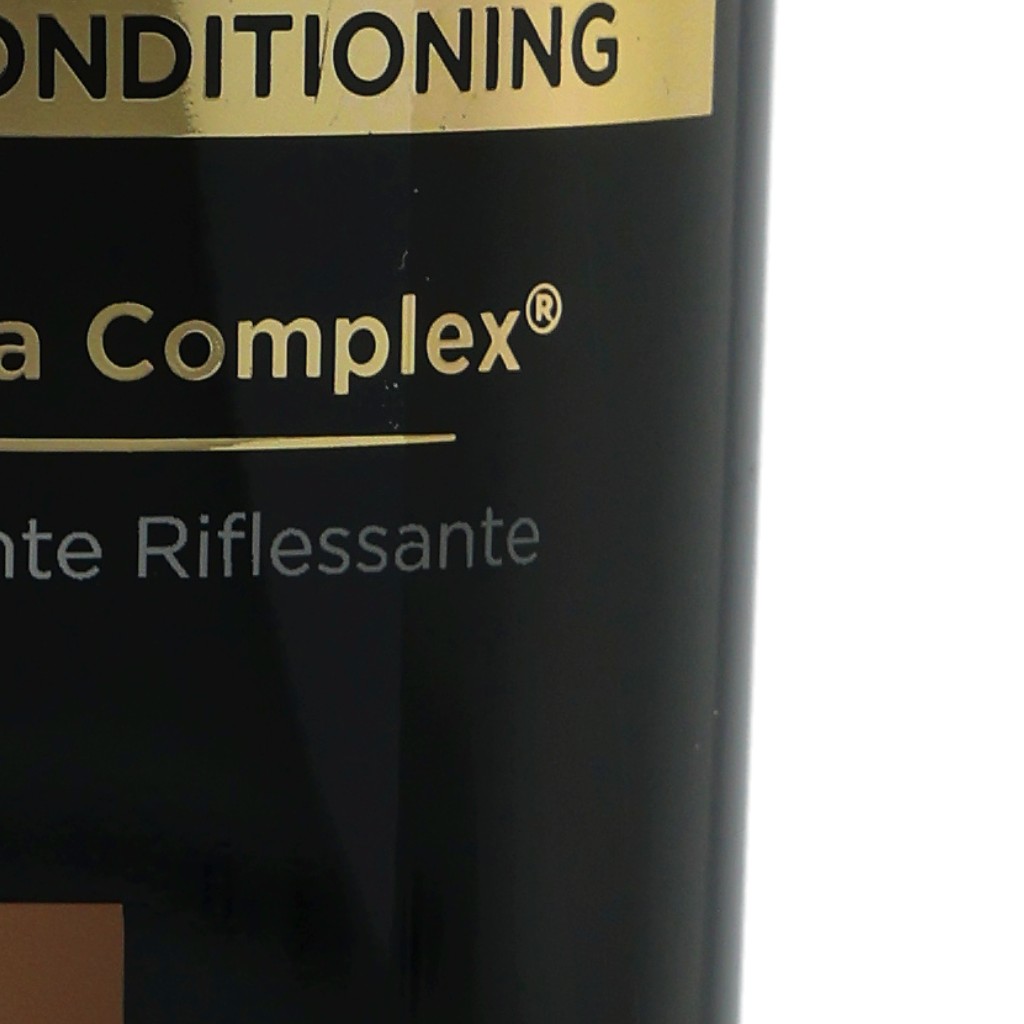 ONDITIONING
a Complex®
nte Riflessante